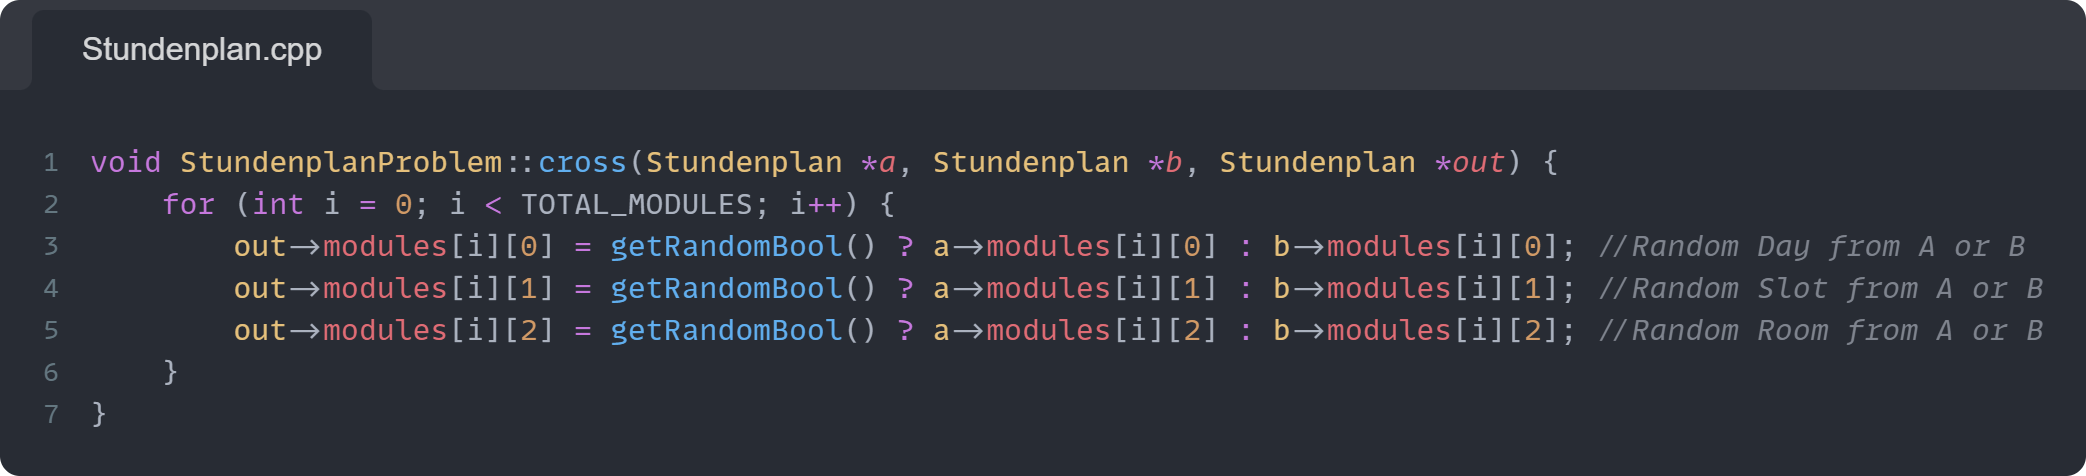 Stundenplan.cpp
1 void StundenplanProblem::cross(Stundenplan *a, Stundenplan *b, Stundenplan *out) {
2     for (int i = 0; i < TOTAL_MODULES; i++) {
3         out->modules[i][0] = getRandomBool() ? a->modules[i][0] : b->modules[i][0]; //Random Day from A or B
4         out->modules[i][1] = getRandomBool() ? a->modules[i][1] : b->modules[i][1]; //Random Slot from A or B
5         out->modules[i][2] = getRandomBool() ? a->modules[i][2] : b->modules[i][2]; //Random Room from A or B
6     }
7 }